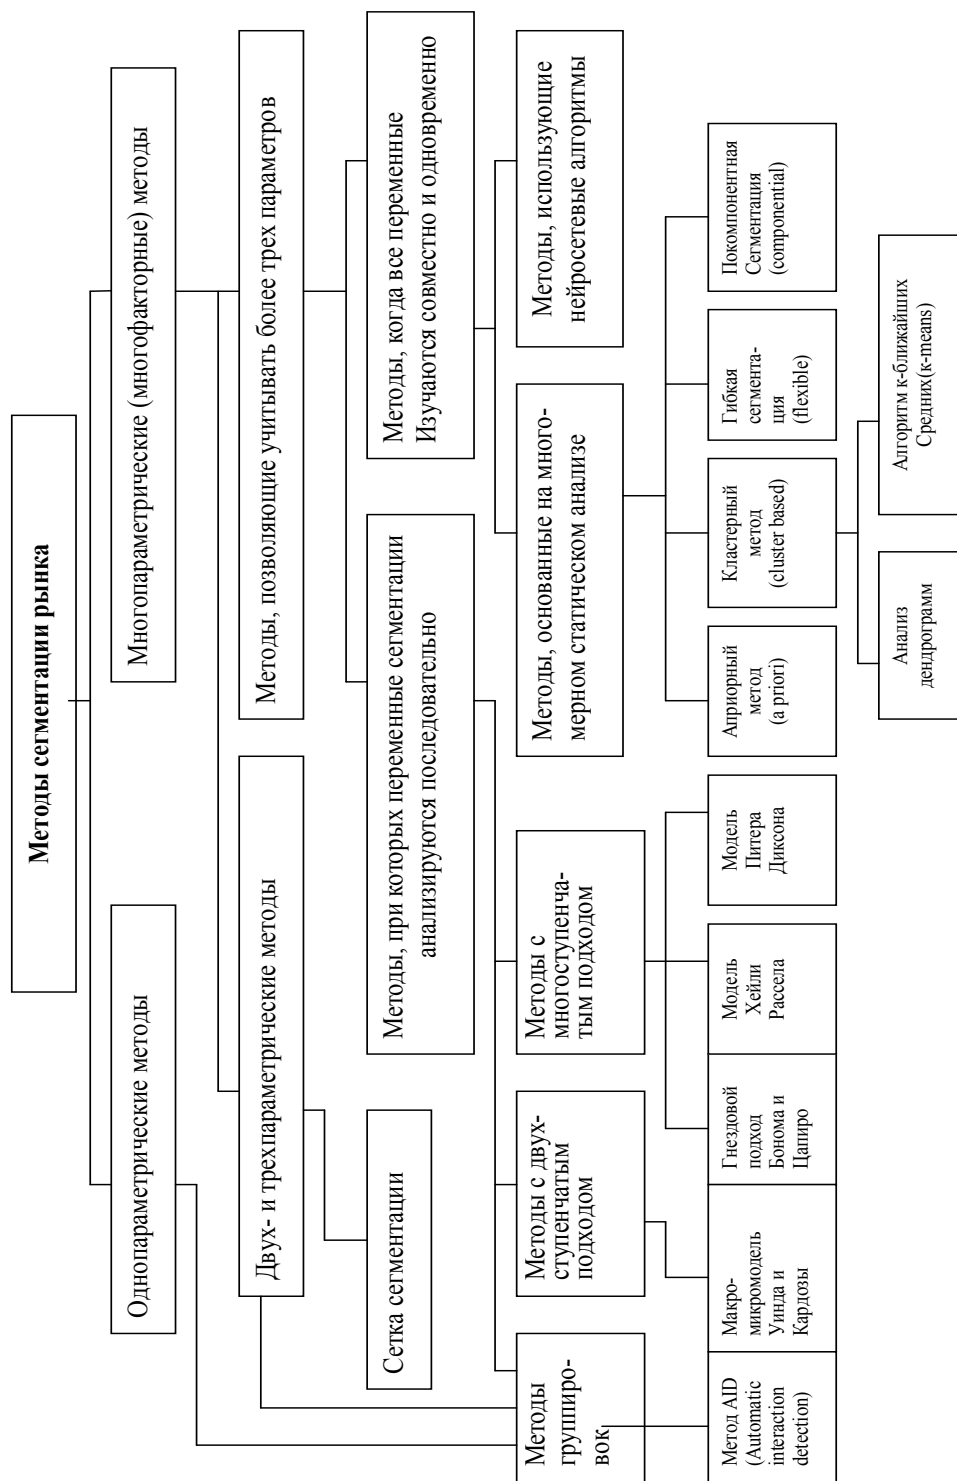 Методы сегментации рынка
Однопараметрические методы
Многопараметрические (многофакторные) методы
Двух- и трехпараметрические методы
Методы, позволяющие учитывать более трех параметров
Сетка сегментации
Методы, при которых переменные сегментации
анализируются последовательно
Методы, когда все переменные
Изучаются совместно и одновременно
Методы
группиро-
вок
Методы с двух-
ступенчатым
подходом
Методы с
многоступенча-
тым подходом
Методы, основанные на много-
мерном статическом анализе
Методы, использующие
нейросетевые алгоритмы
Метод AID
(Automatic
interaction
detection)
Макро-
микромодель
Уинда и
Кардозы
Гнездовой
подход
Бонома и
Цапиро
Модель
Хейли
Рассела
Модель
Питера
Диксона
Априорный
метод
(a priori)
Кластерный
метод
(cluster based)
Гибкая
сегмента-
ция
(flexible)
Покомпонентная
Сегментация
(componential)
Анализ
дендрограмм
Алгоритм к-ближайших
Средних(к-means)